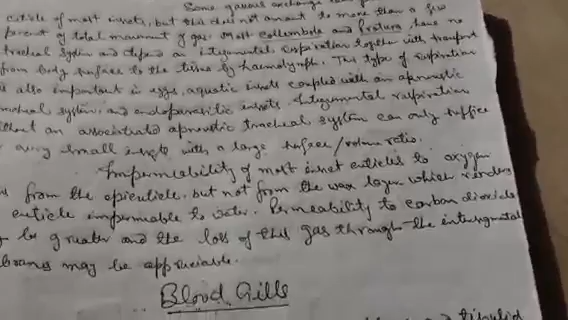 Some gaseous exchange
cuticle of most insects, but this does not amount to more than a few
percent of total movement of gas. Most collembola and Protura have no
tracheal system and depend on integumental respiration together with transport
from body surface to the tissue by haemolymph. This type of respiration
is also important in eggs, aquatic insects coupled with an apneustic
tracheal system, and endoparasitic insects. Integumental respiration
without an associated apneustic tracheal system can only suffice
very small insects with a large surface/volume ratio.
Impermeability of most insect cuticles to oxygen
from the epicuticle, but not from the wax layer which renders
cuticle impermable to water. Permeability to carbon dioxide
be greater and the loss of this gas through the intersegmental
may be appreciable.
Blood Gills